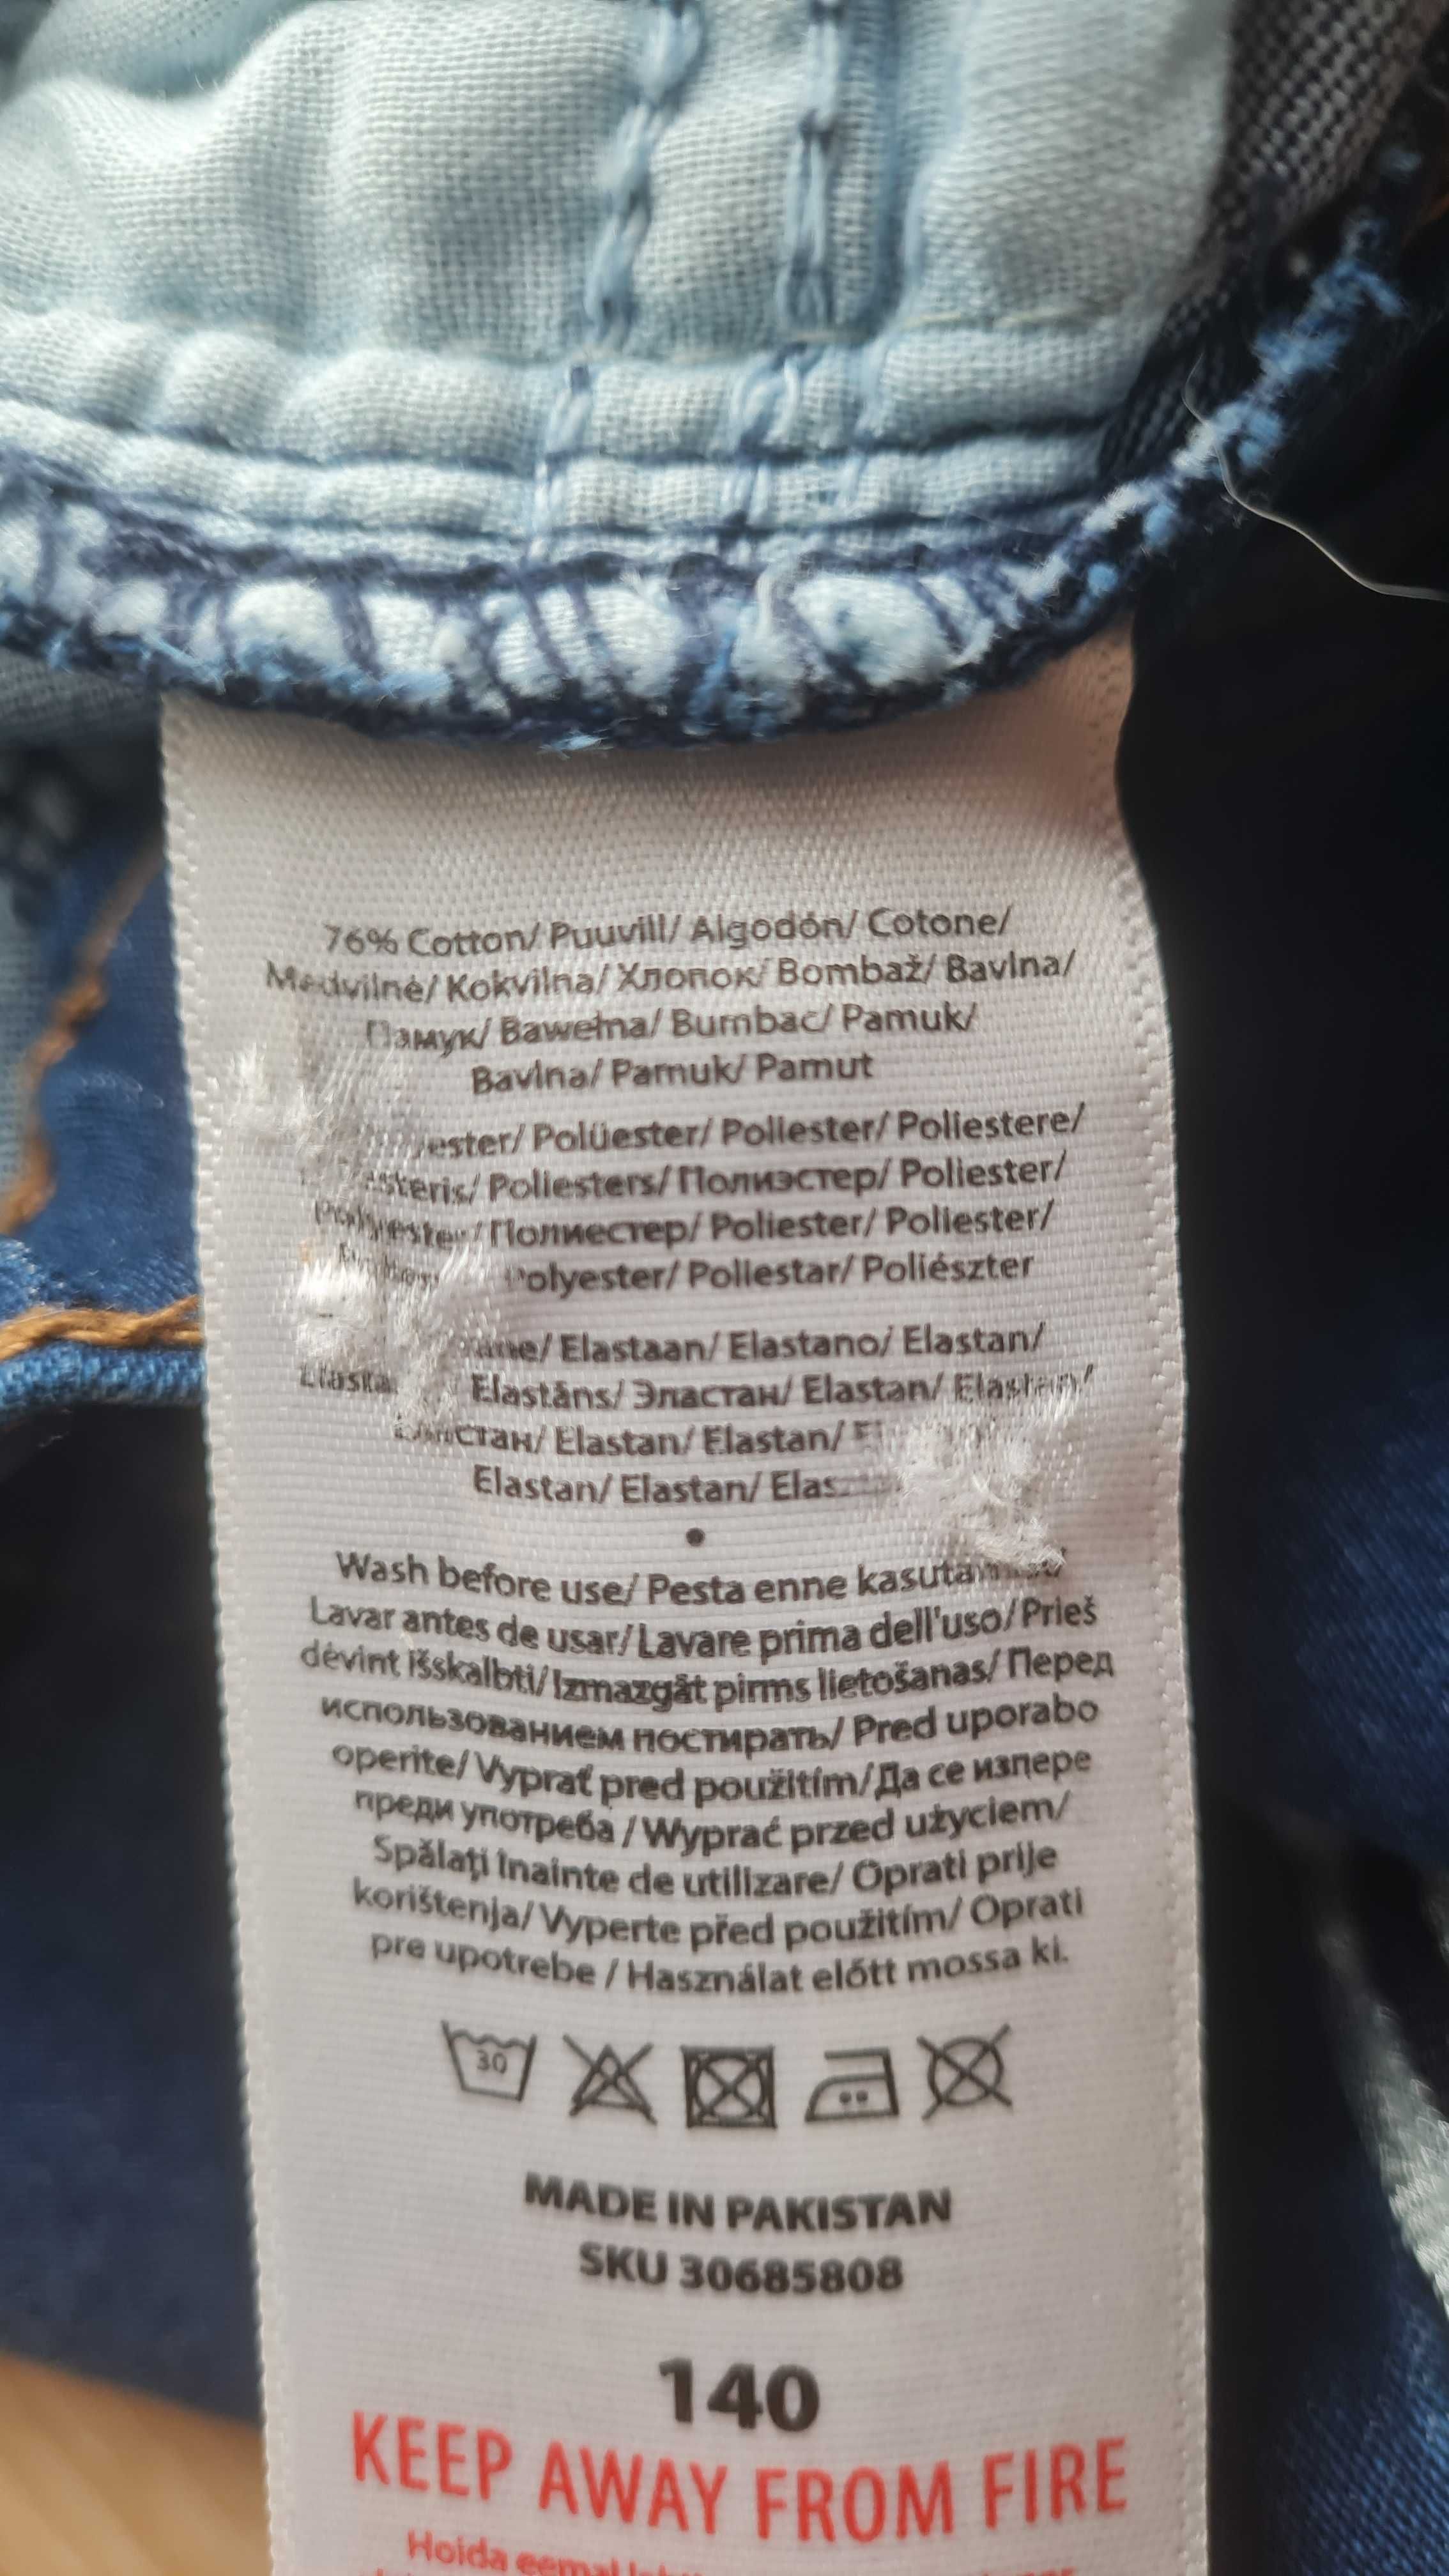 76% Cotton/ Puuvill/ Algodón/ Cotone/
Medvilnė/ Kokvilna/ Хлопок/ Bombaž/ Bavlna/
Памук/ Bawełna/ Bumbac/ Pamuk/
Bavlna/ Pamuk/ Pamut
Polüester/ Poliester/ Poliestere/
Poliesters/ Полиэстер/ Poliester/
Полиестер/ Poliester/ Poliester/
Polyester/ Poliestar/ Poliészter
Elastaan/ Elastano/ Elastan/
Elastāns/ Эластан/ Elastan/ Elastan/
Elastan/ Elastan/
Elastan/ Elastan/
•
Wash before use/ Pesta enne kasutamist/
Lavar antes de usar/ Lavare prima dell'uso/ Prieš
dėvint išskalbti/ Izmazgāt pirms lietošanas/ Перед
использованием постирать/ Pred uporabo
operite/ Vyprať pred použitím/ Да се изпере
преди употреба / Wyprać przed użyciem/
Spălați înainte de utilizare/ Oprati prije
korištenja/ Vyperte před použitím/ Oprati
pre upotrebe / Használat előtt mossa ki.
30
MADE IN PAKISTAN
SKU 30685808
140
KEEP AWAY FROM FIRE
Hoida eemal